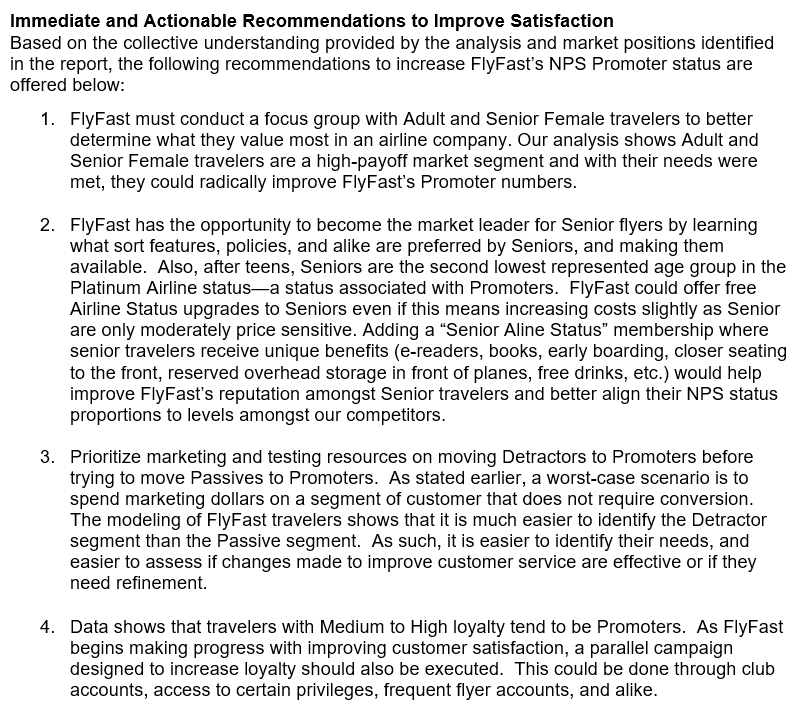 Immediate and Actionable Recommendations to Improve Satisfaction
Based on the collective understanding provided by the analysis and market positions identified
in the report, the following recommendations to increase FlyFast's NPS Promoter status are
offered below:
1. FlyFast must conduct a focus group with Adult and Senior Female travelers to better
determine what they value most in an airline company. Our analysis shows Adult and
Senior Female travelers are a high-payoff market segment and with their needs were
met, they could radically improve FlyFast's Promoter numbers.
2. FlyFast has the opportunity to become the market leader for Senior flyers by learning
what sort features, policies, and alike are preferred by Seniors, and making them
available.  Also, after teens, Seniors are the second lowest represented age group in the
Platinum Airline status—a status associated with Promoters.  FlyFast could offer free
Airline Status upgrades to Seniors even if this means increasing costs slightly as Senior
are only moderately price sensitive. Adding a “Senior Aline Status” membership where
senior travelers receive unique benefits (e-readers, books, early boarding, closer seating
to the front, reserved overhead storage in front of planes, free drinks, etc.) would help
improve FlyFast's reputation amongst Senior travelers and better align their NPS status
proportions to levels amongst our competitors.
3. Prioritize marketing and testing resources on moving Detractors to Promoters before
trying to move Passives to Promoters.  As stated earlier, a worst-case scenario is to
spend marketing dollars on a segment of customer that does not require conversion.
The modeling of FlyFast travelers shows that it is much easier to identify the Detractor
segment than the Passive segment.  As such, it is easier to identify their needs, and
easier to assess if changes made to improve customer service are effective or if they
need refinement.
4. Data shows that travelers with Medium to High loyalty tend to be Promoters.  As FlyFast
begins making progress with improving customer satisfaction, a parallel campaign
designed to increase loyalty should also be executed.  This could be done through club
accounts, access to certain privileges, frequent flyer accounts, and alike.